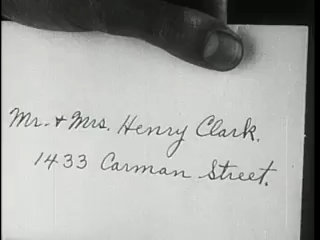 Mr. + Mrs. Henry Clark.
1433 Carman Street.